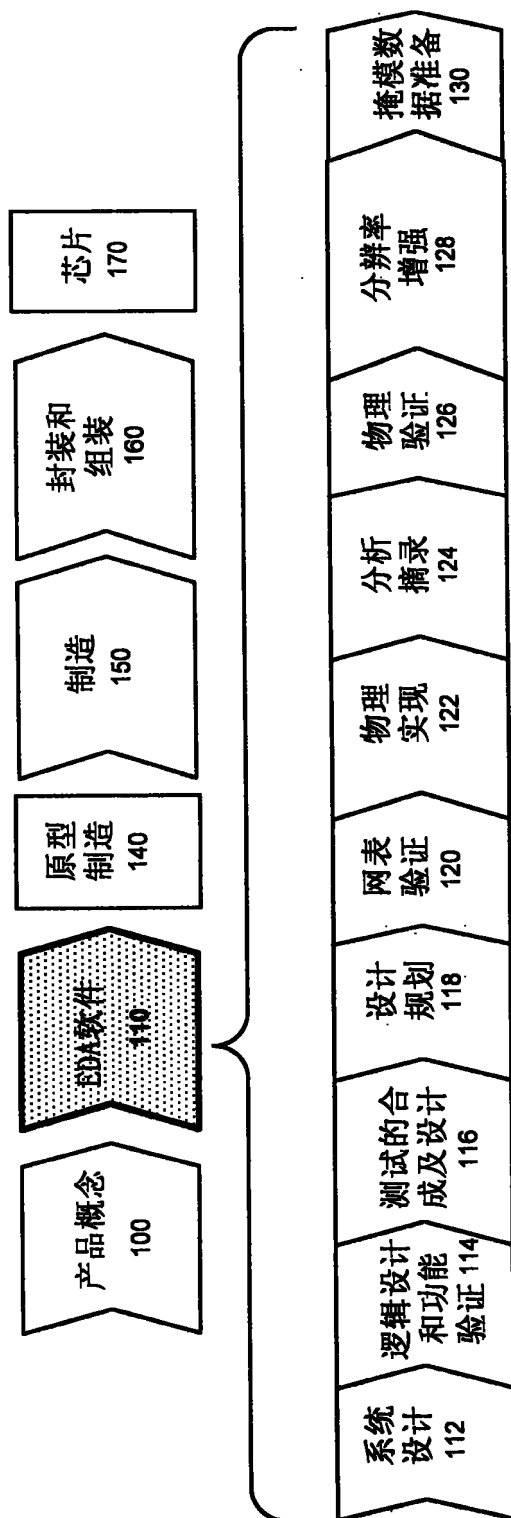 产品概念
100
EDA软件
110
原型
制造
140
制造
150
封装和
组装
160
芯片
170
系统
设计
112
逻辑设计
和功能
验证 114
测试的合
成及设计
116
设计
规划
118
网表
验证
120
物理
实现
122
分析
摘录
124
物理
验证
126
分辨率
增强
128
掩模数
据准备
130